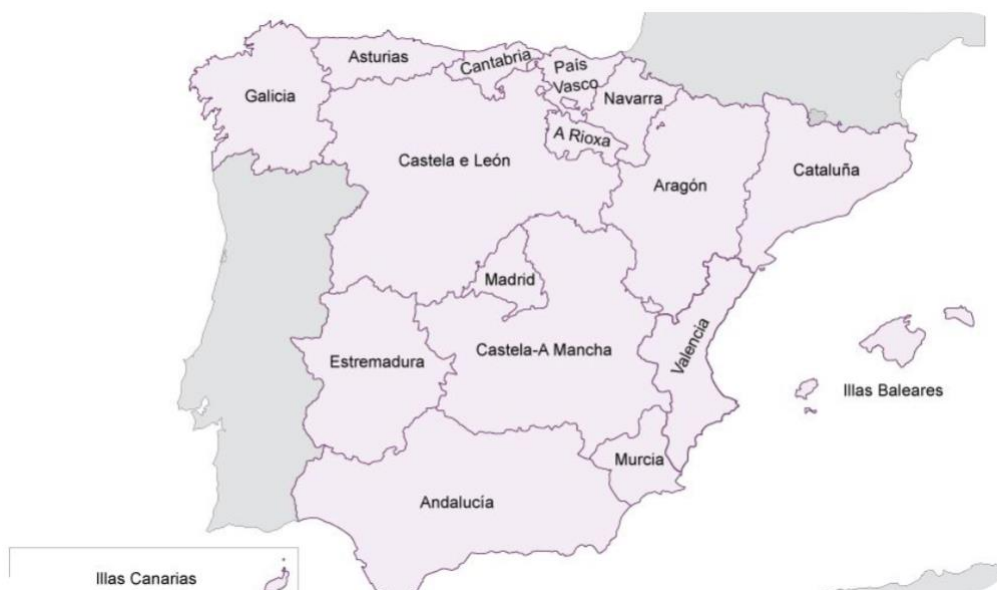 Asturias
Cantabria
País
Vasco
Navarra
Galicia
A Rioxa
Castela e León
Cataluña
Aragón
Madrid
Valencia
Castela-A Mancha
Estremadura
Illas Baleares
Murcia
Andalucía
Illas Canarias